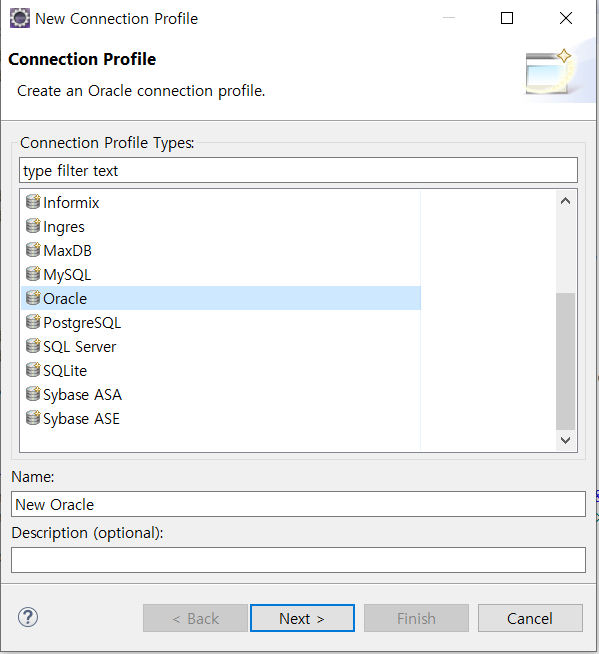 New Connection Profile
Connection Profile
Create an Oracle connection profile.
Connection Profile Types:
type filter text
Informix
Ingres
MaxDB
MySQL
Oracle
PostgreSQL
SQL Server
SQLite
Sybase ASA
Sybase ASE
Name:
New Oracle
Description (optional):
?
< Back
Next >
Finish
Cancel